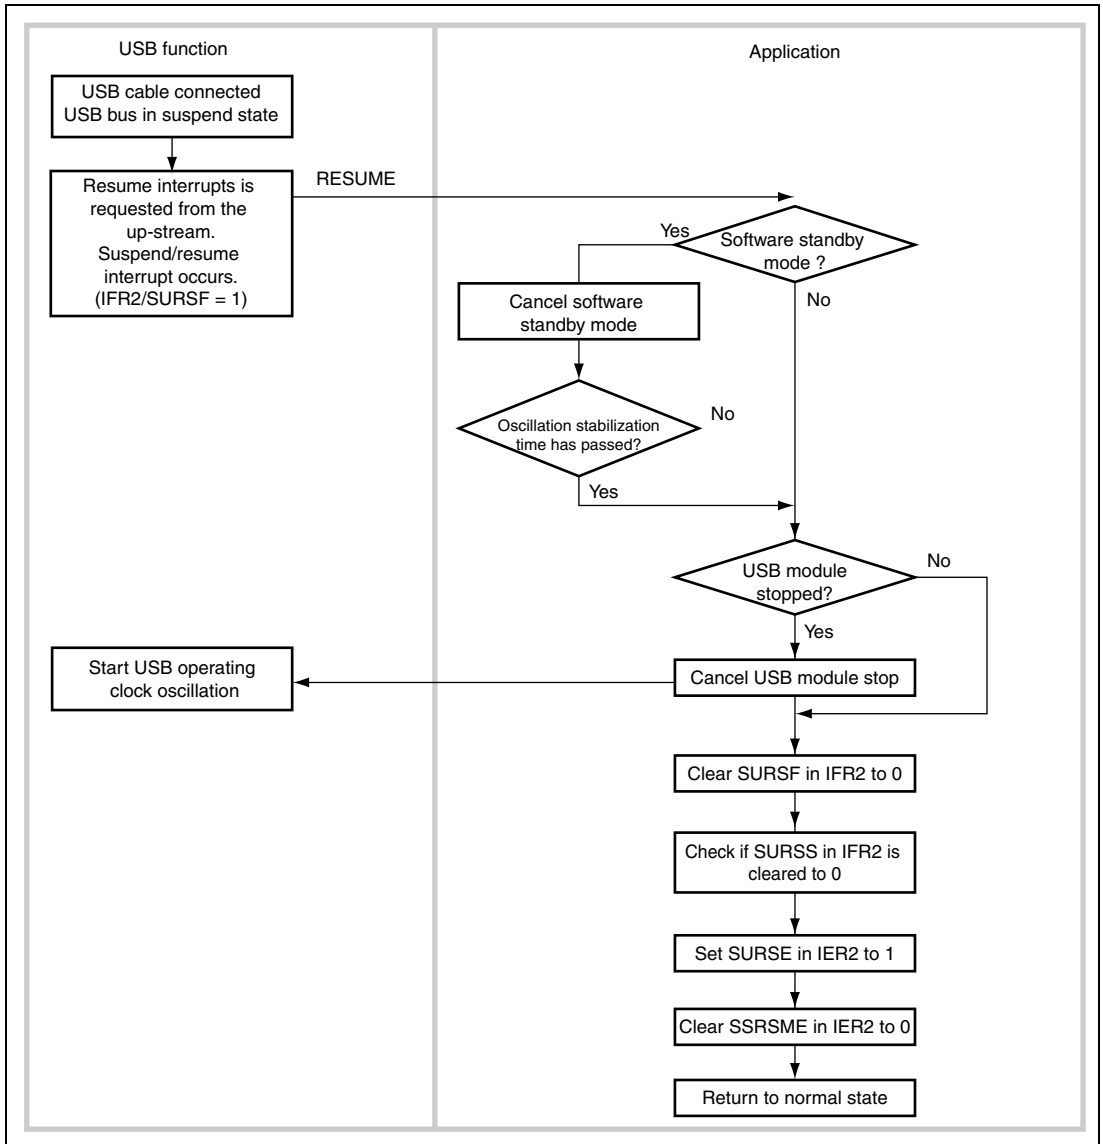 USB function
Application
USB cable connected
USB bus in suspend state
Resume interrupts is
requested from the
up-stream.
Suspend/resume
interrupt occurs.
(IFR2/SURSF = 1)
RESUME
Yes
Software standby
mode ?
No
Cancel software
standby mode
Oscillation stabilization
time has passed?
No
Yes
USB module
stopped?
No
Yes
Start USB operating
clock oscillation
Cancel USB module stop
Clear SURSF in IFR2 to 0
Check if SURSS in IFR2 is
cleared to 0
Set SURSE in IER2 to 1
Clear SSRSME in IER2 to 0
Return to normal state